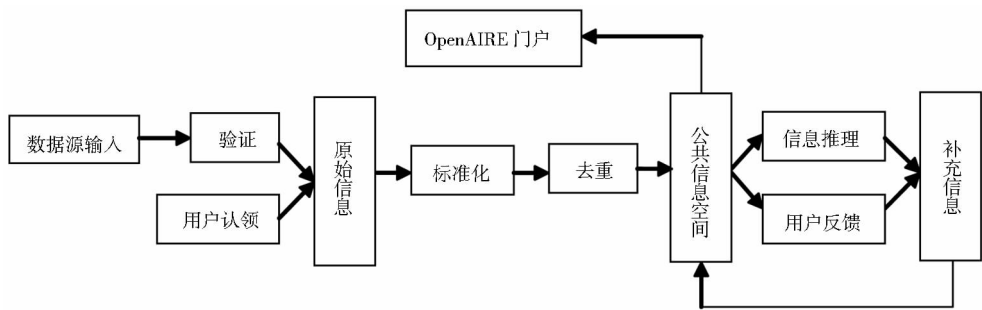 OpenAIRE 门户
数据源输入
验证
用户认领
原始信息
标准化
去重
公共信息空间
信息推理
用户反馈
补充信息